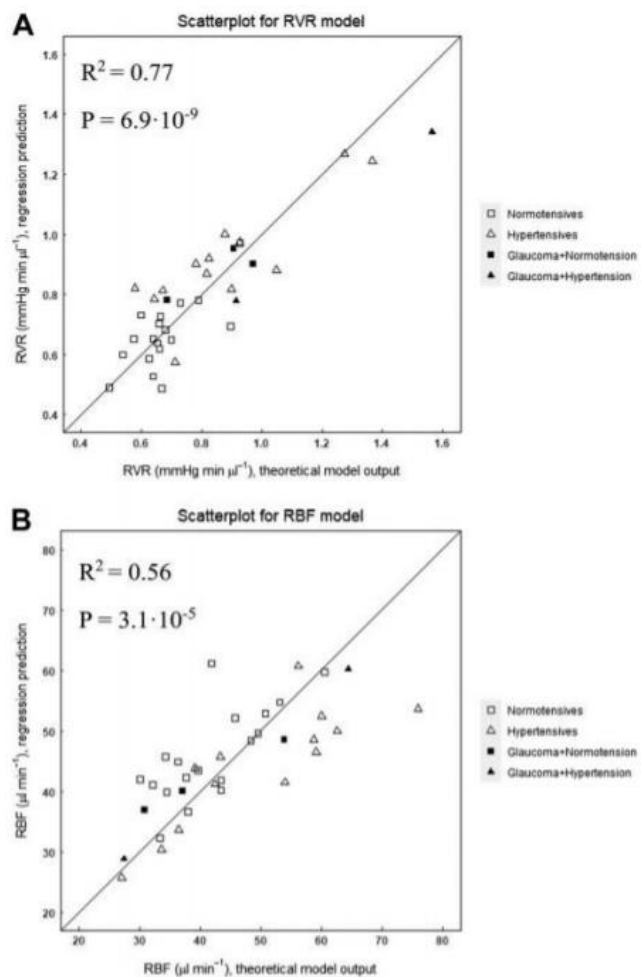 A
Scatterplot for RVR model
R² = 0.77
P = 6.9·10⁻⁹
RVR (mmHg min µl⁻¹), regression prediction
1.6
1.4
1.2
1.0
0.8
0.6
0.4
0.4 0.6 0.8 1.0 1.2 1.4 1.6
RVR (mmHg min µl⁻¹), theoretical model output
Normotensives
Hypertensives
Glaucoma+Normotension
Glaucoma+Hypertension
B
Scatterplot for RBF model
R² = 0.56
P = 3.1·10⁻⁵
RBF (µl min⁻¹), regression prediction
80
70
60
50
40
30
20
20 30 40 50 60 70 80
RBF (µl min⁻¹), theoretical model output
Normotensives
Hypertensives
Glaucoma+Normotension
Glaucoma+Hypertension